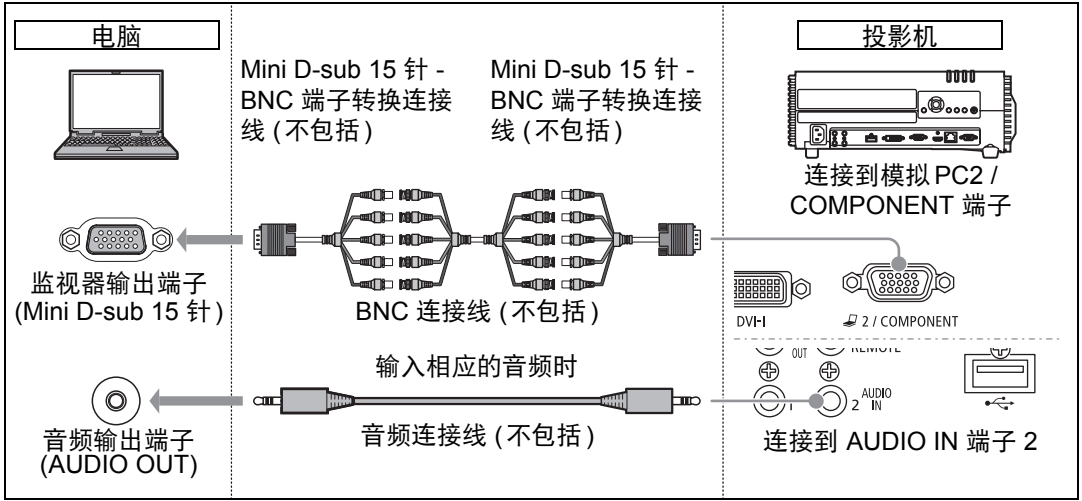 电脑
Mini D-sub 15 针 -
BNC 端子转换连接
线 (不包括)
Mini D-sub 15 针 -
BNC 端子转换连接
线 (不包括)
投影机
连接到模拟 PC2 /
COMPONENT 端子
监视器输出端子
(Mini D-sub 15 针)
BNC 连接线 (不包括)
DVI-I
2 / COMPONENT
输入相应的音频时
OUT
REMOTE
1
2
AUDIO
IN
音频输出端子
(AUDIO OUT)
音频连接线 (不包括)
连接到 AUDIO IN 端子 2